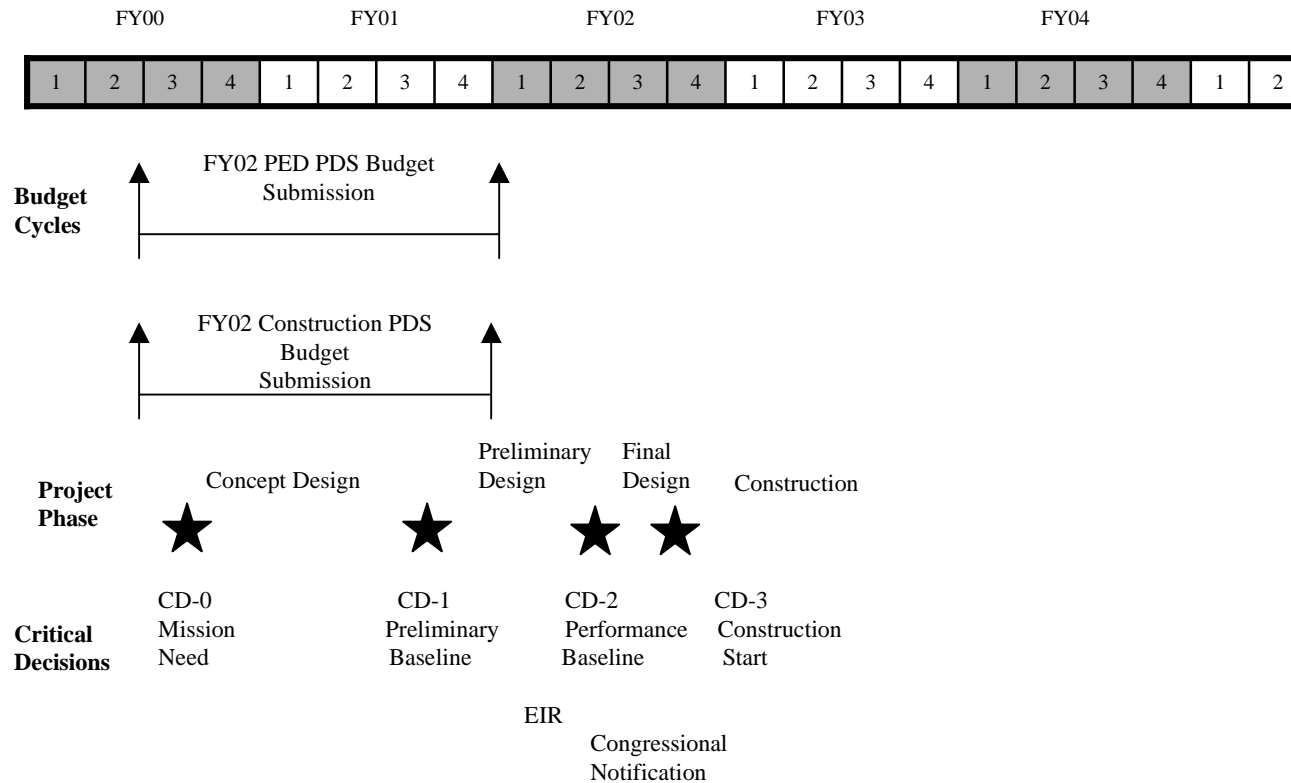 FY00 FY01 FY02 FY03 FY04
1 2 3 4 1 2 3 4 1 2 3 4 1 2 3 4 1 2 3 4 1 2
Budget
Cycles
FY02 PED PDS Budget
Submission
FY02 Construction PDS
Budget
Submission
Project
Phase
Concept Design
Preliminary
Design
Final
Design
Construction
Critical
Decisions
CD-0
Mission
Need
CD-1
Preliminary
Baseline
CD-2
Performance
Baseline
CD-3
Construction
Start
EIR
Congressional
Notification